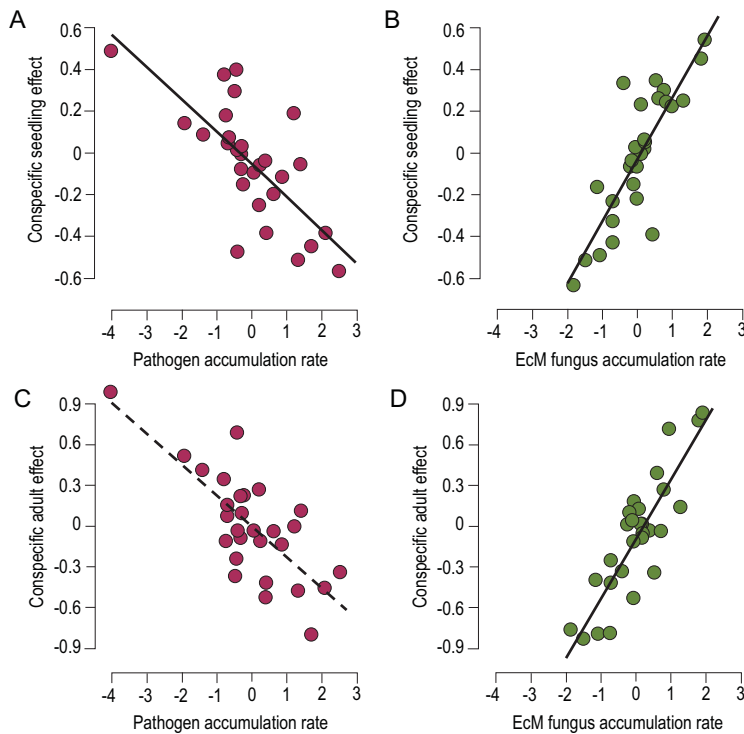 A
Conspecific seedling effect
0.6
0.4
0.2
0
-0.2
-0.4
-0.6
-4 -3 -2 -1 0 1 2 3
Pathogen accumulation rate
B
Conspecific seedling effect
0.6
0.4
0.2
0
-0.2
-0.4
-0.6
-4 -3 -2 -1 0 1 2 3
EcM fungus accumulation rate
C
Conspecific adult effect
0.9
0.6
0.3
0
-0.3
-0.6
-0.9
-4 -3 -2 -1 0 1 2 3
Pathogen accumulation rate
D
Conspecific adult effect
0.9
0.6
0.3
0
-0.3
-0.6
-0.9
-4 -3 -2 -1 0 1 2 3
EcM fungus accumulation rate